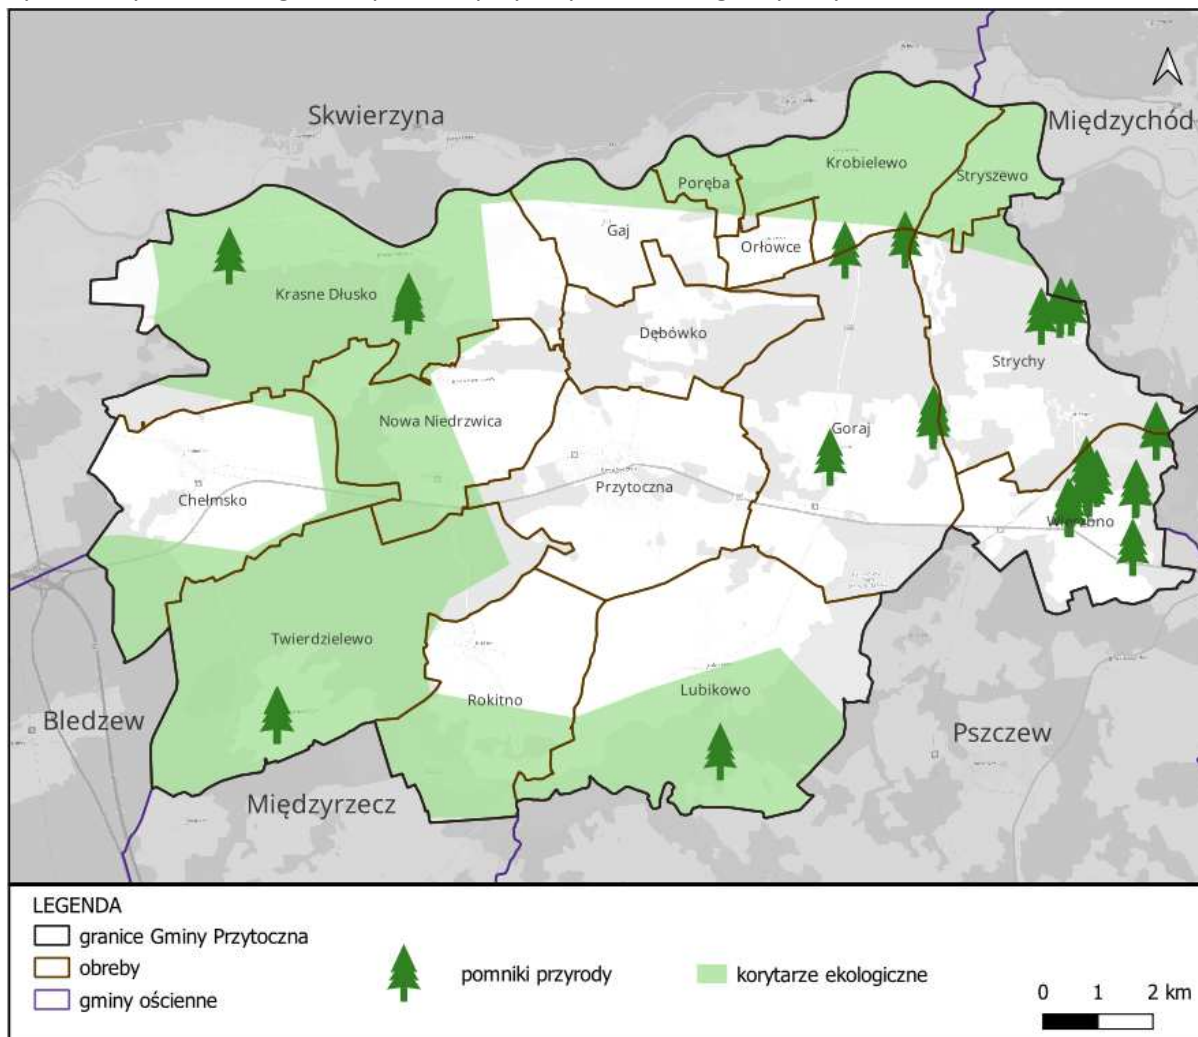 Skwierzyna
Międzychód
Krobielewo
Stryszewo
Poręba
Gaj
Orłowce
Krasne Dłusko
Dębówko
Strychy
Nowa Niedrzwica
Goraj
Chełmsko
Przytoczna
Wierzbno
Twierdzielewo
Rokitno
Lubikowo
Bledzew
Pszczew
Międzyrzecz
LEGENDA
granice Gminy Przytoczna
obreby
gminy ościenne
pomniki przyrody
korytarze ekologiczne
0 1 2 km